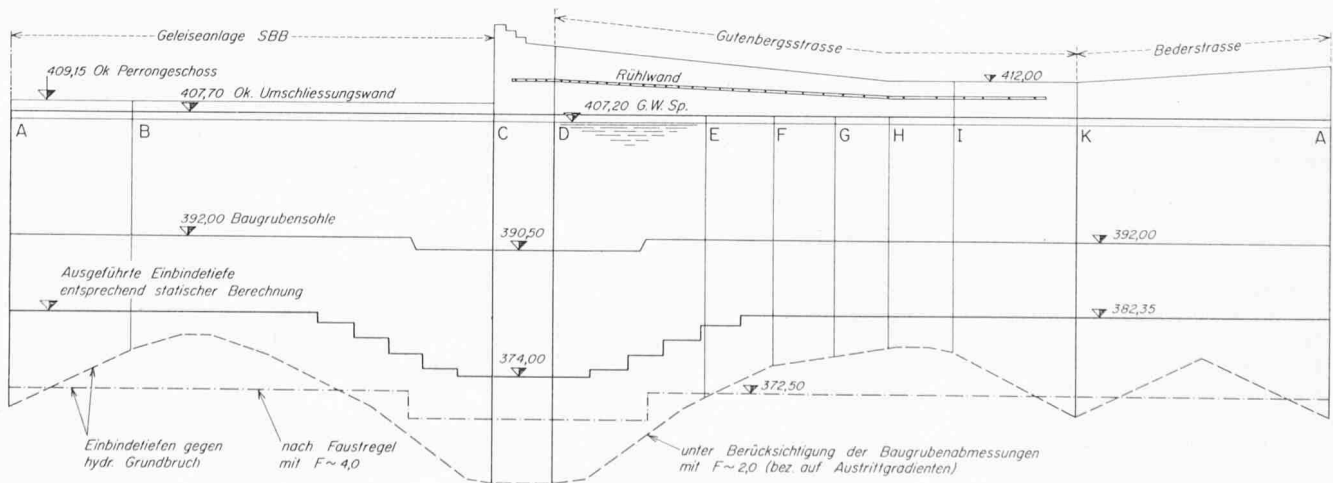 Geleiseanlage SBB
Gutenbergsstrasse
Bederstrasse
409,15 Ok Perrongeschoss
407,70 Ok. Umschliessungswand
Rühlwand
412,00
407,20 G.W. Sp.
A
B
C
D
E
F
G
H
I
K
A
392,00 Baugrubensohle
390,50
392,00
Ausgeführte Einbindetiefe
entsprechend statischer Berechnung
382,35
374,00
372,50
Einbindetiefen gegen
hydr. Grundbruch
nach Faustregel
mit F~4,0
unter Berücksichtigung der Baugrubenabmessungen
mit F~2,0 (bez. auf Austrittgradienten)